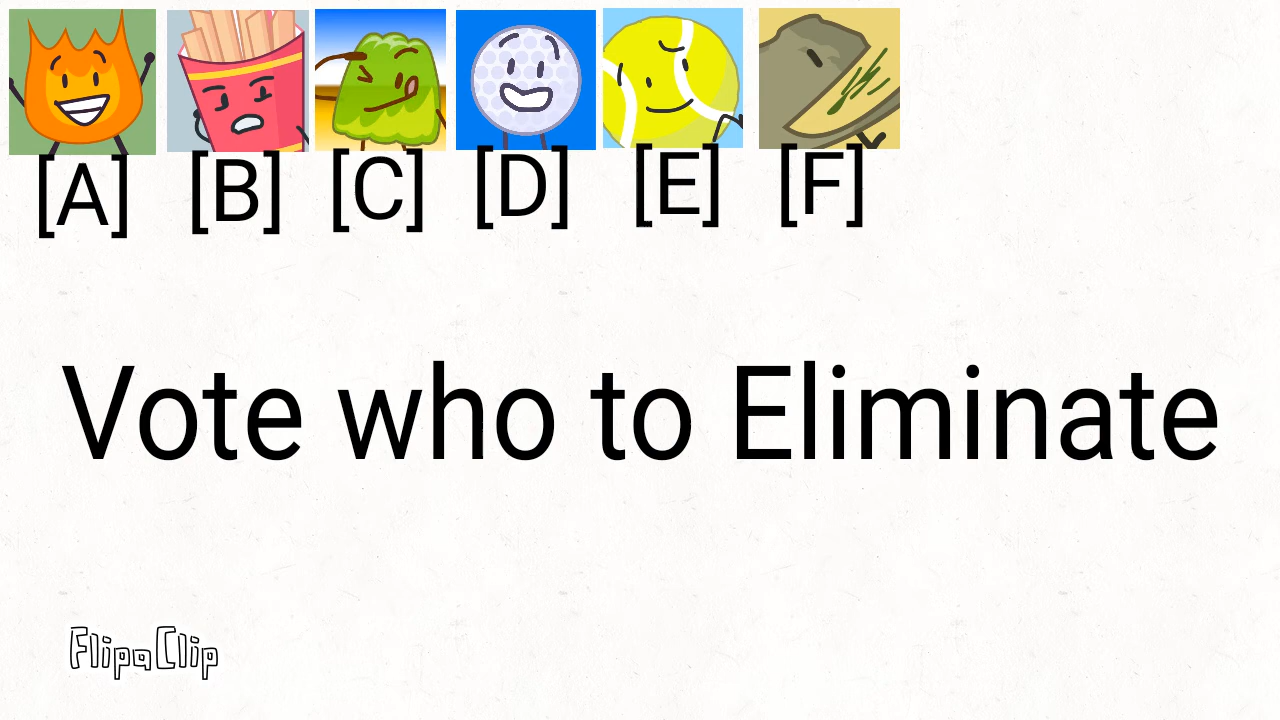 [A] [B] [C] [D] [E] [F]
Vote who to Eliminate
FlipaClip